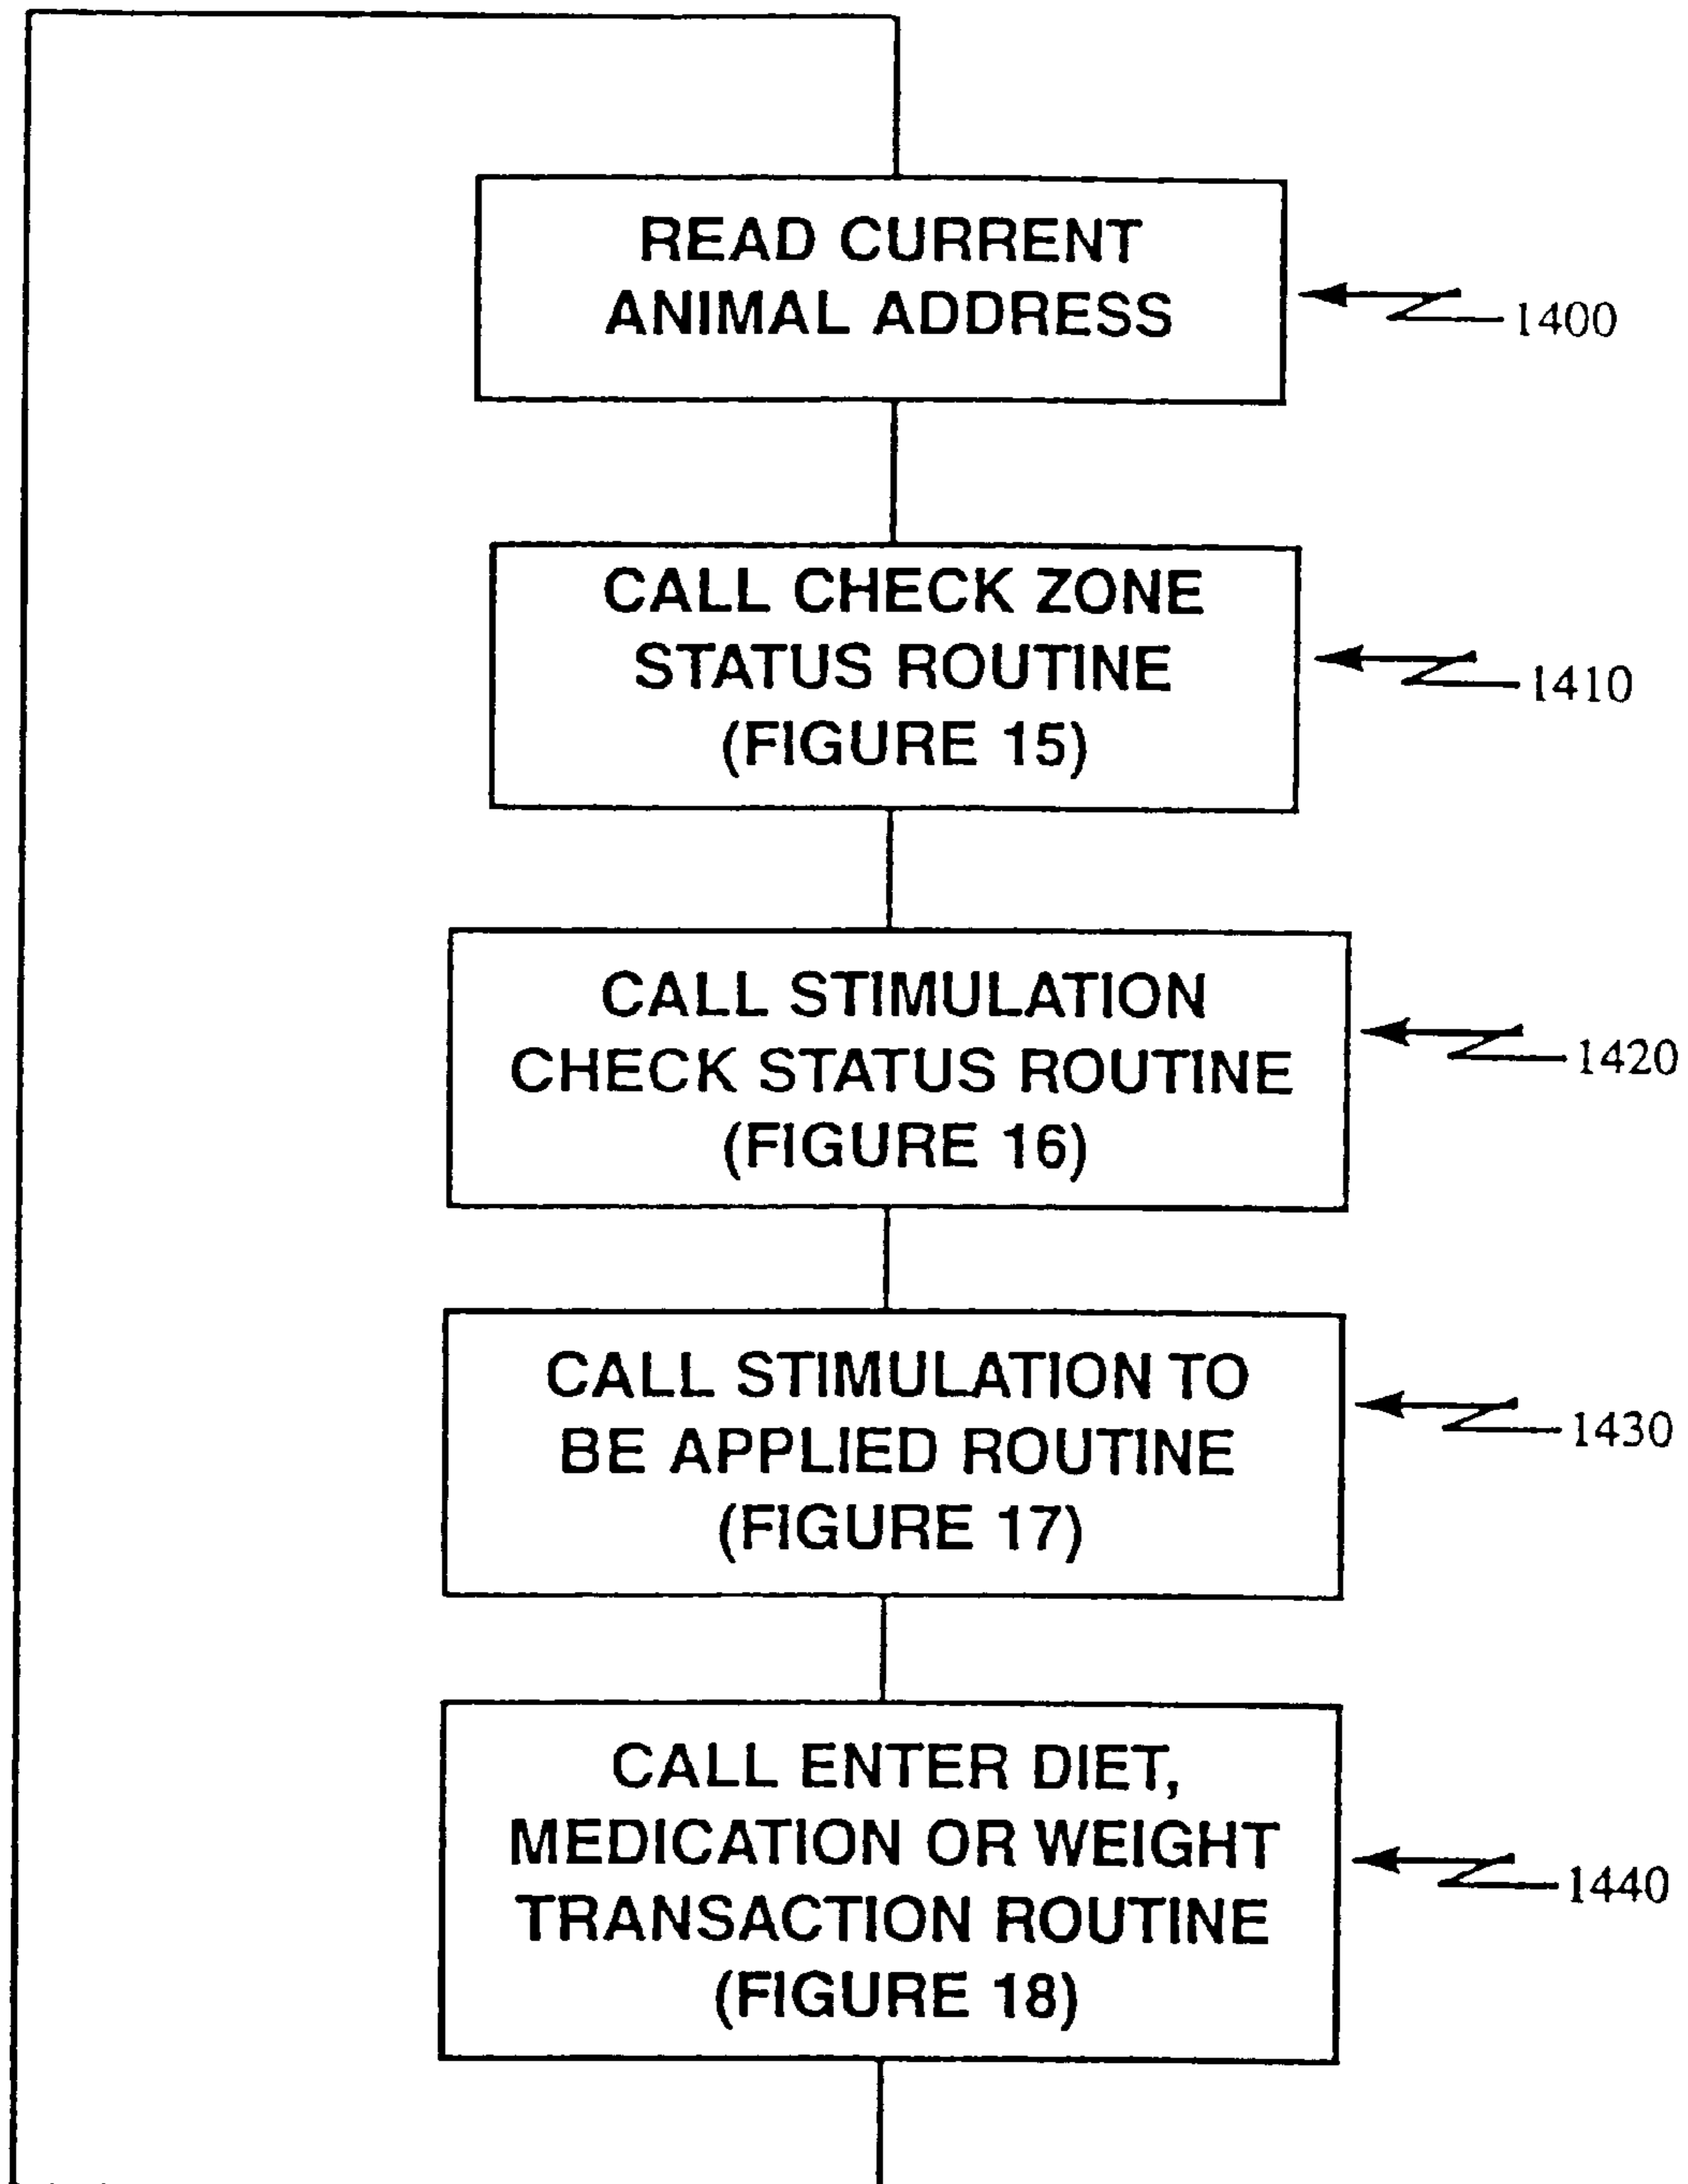 READ CURRENT
ANIMAL ADDRESS
1400
CALL CHECK ZONE
STATUS ROUTINE
(FIGURE 15)
1410
CALL STIMULATION
CHECK STATUS ROUTINE
(FIGURE 16)
1420
CALL STIMULATION TO
BE APPLIED ROUTINE
(FIGURE 17)
1430
CALL ENTER DIET,
MEDICATION OR WEIGHT
TRANSACTION ROUTINE
(FIGURE 18)
1440